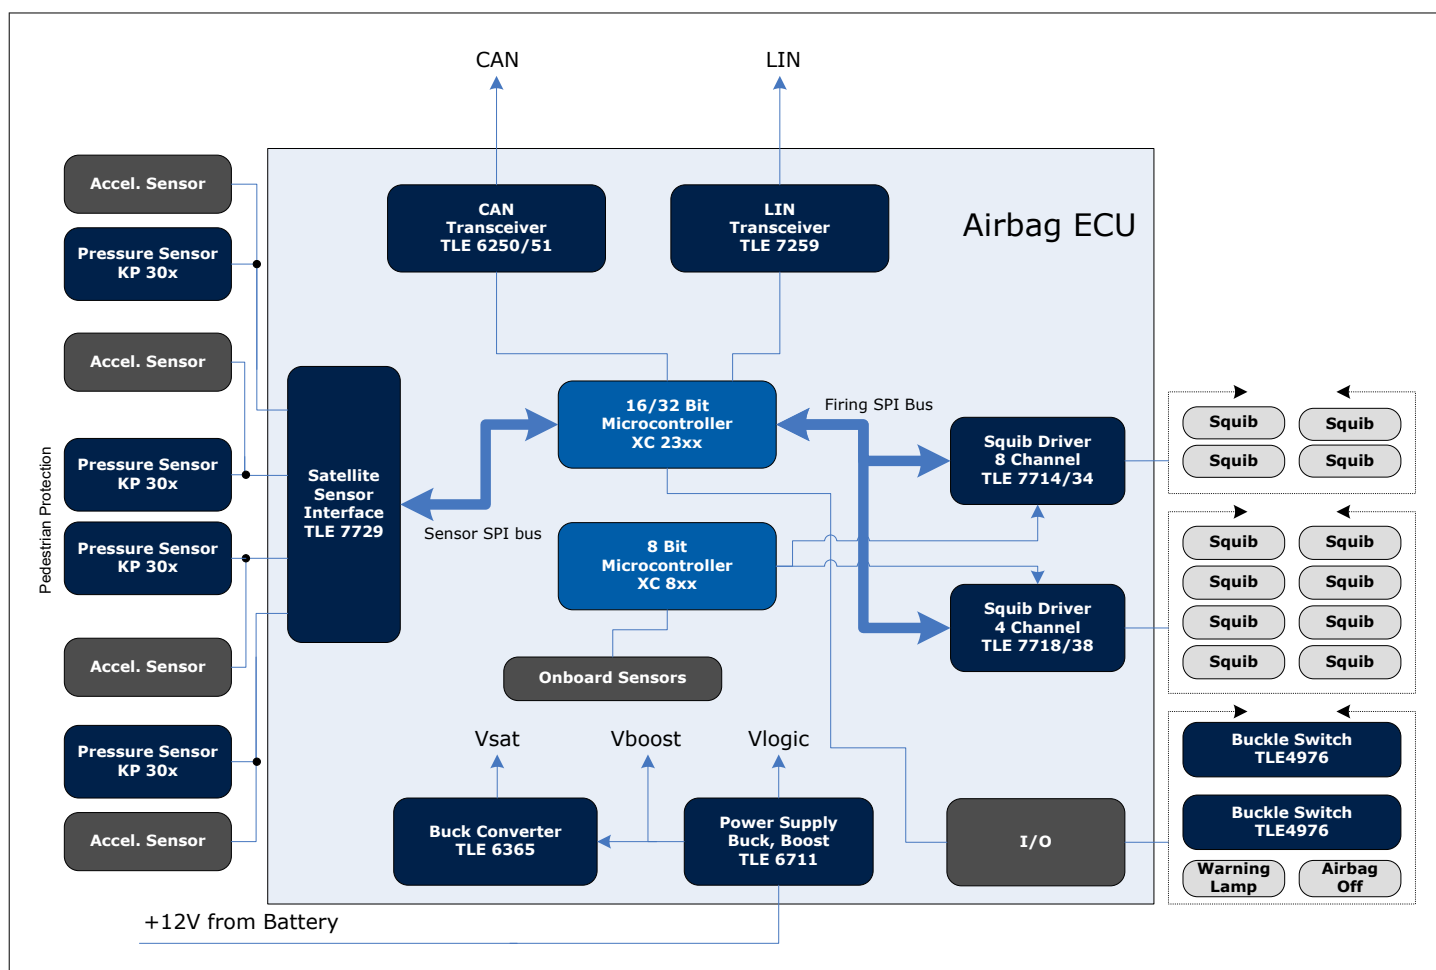 CAN
LIN
Airbag ECU
CAN
Transceiver
TLE 6250/51
LIN
Transceiver
TLE 7259
Accel. Sensor
Pressure Sensor
KP 30x
Accel. Sensor
Pressure Sensor
KP 30x
Pressure Sensor
KP 30x
Accel. Sensor
Pressure Sensor
KP 30x
Accel. Sensor
Pedestrian Protection
Satellite
Sensor
Interface
TLE 7729
Sensor SPI bus
16/32 Bit
Microcontroller
XC 23xx
Firing SPI Bus
8 Bit
Microcontroller
XC 8xx
Onboard Sensors
Squib Driver
8 Channel
TLE 7714/34
Squib Driver
4 Channel
TLE 7718/38
Squib
Squib
Squib
Squib
Squib
Squib
Squib
Squib
Squib
Squib
Squib
Squib
Vsat
Vboost
Vlogic
Buck Converter
TLE 6365
Power Supply
Buck, Boost
TLE 6711
I/O
Buckle Switch
TLE4976
Buckle Switch
TLE4976
Warning
Lamp
Airbag
Off
+12V from Battery